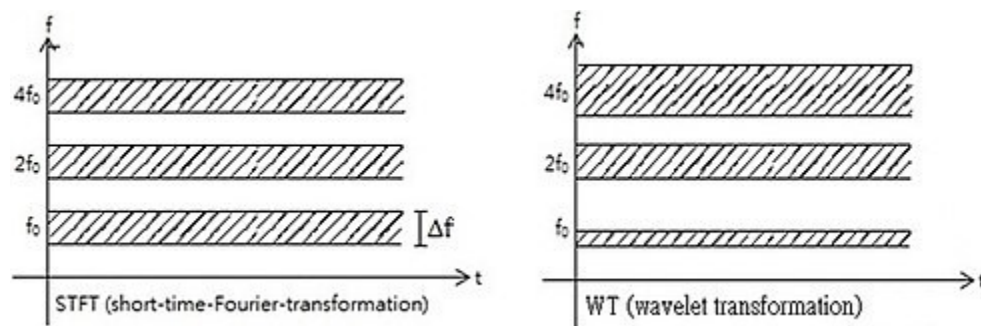 f
4f₀
2f₀
f₀
Δf
t
STFT (short-time-Fourier-transformation)
f
4f₀
2f₀
f₀
t
WT (wavelet transformation)